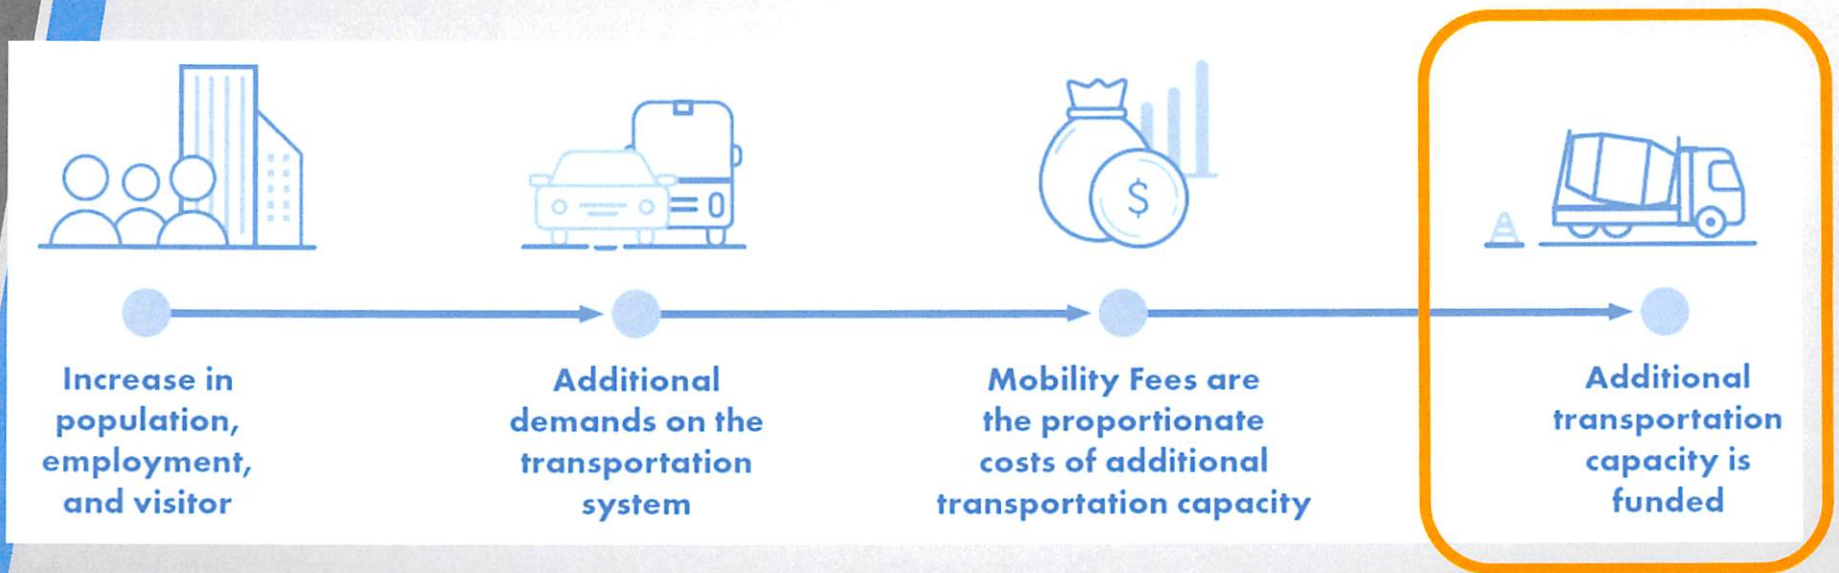 $
Increase in
population,
employment,
and visitor
Additional
demands on the
transportation
system
Mobility Fees are
the proportionate
costs of additional
transportation capacity
Additional
transportation
capacity is
funded